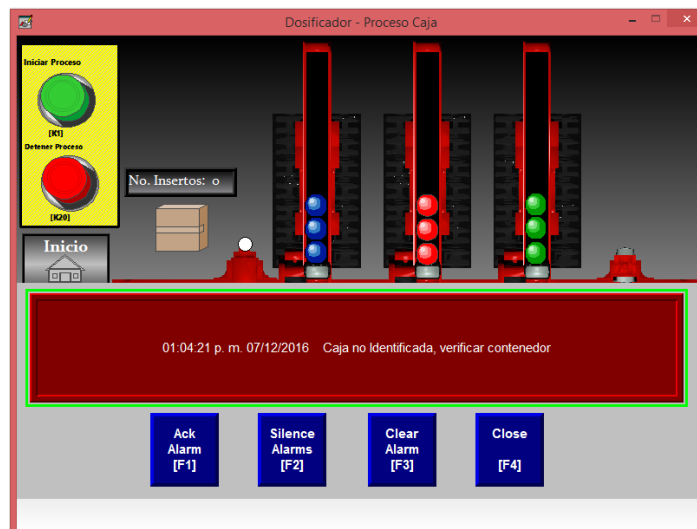 Dosificador - Proceso Caja
Iniciar Proceso
[K1]
Detener Proceso
[K20]
No. Insertos: 0
Inicio
01:04:21 p. m. 07/12/2016 Caja no Identificada, verificar contenedor
Ack
Alarm
[F1]
Silence
Alarms
[F2]
Clear
Alarm
[F3]
Close
[F4]